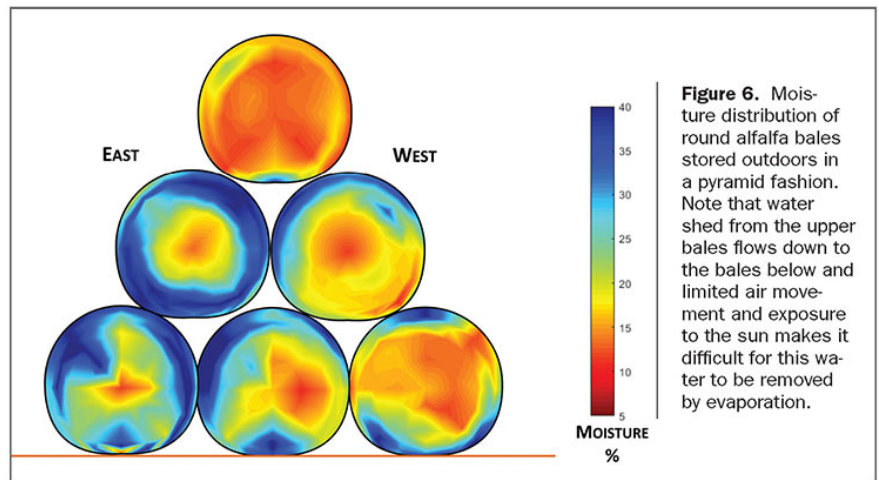 EAST
WEST
40
35
30
25
20
15
10
5
MOISTURE
%
Figure 6. Mois-
ture distribution of
round alfalfa bales
stored outdoors in
a pyramid fashion.
Note that water
shed from the upper
bales flows down to
the bales below and
limited air move-
ment and exposure
to the sun makes it
difficult for this wa-
ter to be removed
by evaporation.